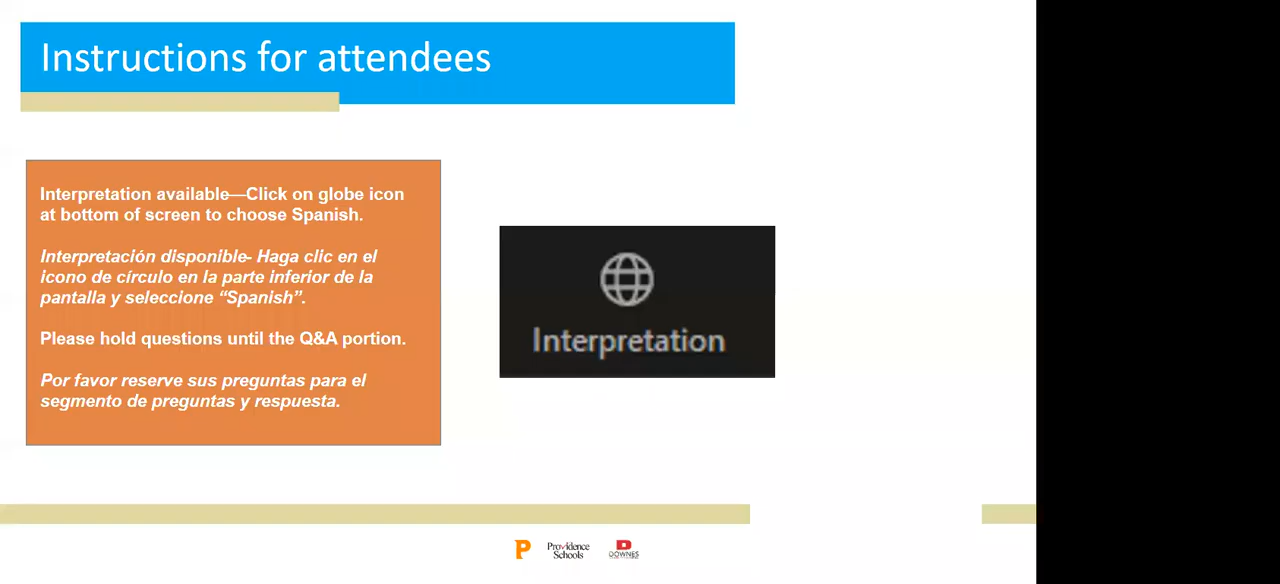 Instructions for attendees
Interpretation available—Click on globe icon
at bottom of screen to choose Spanish.
Interpretación disponible- Haga clic en el
icono de círculo en la parte inferior de la
pantalla y seleccione “Spanish”.
Please hold questions until the Q&A portion.
Por favor reserve sus preguntas para el
segmento de preguntas y respuesta.
Interpretation
P
Providence
Schools
D
DOWNES